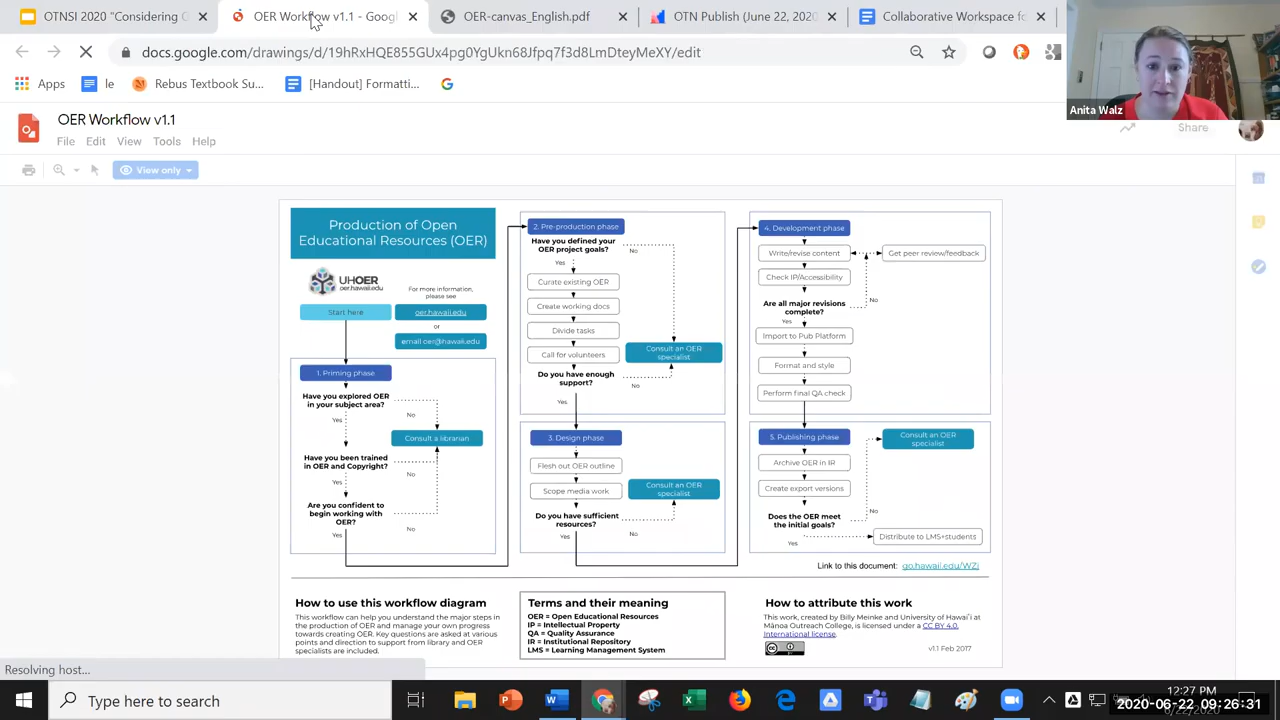 OTNSI 2020 "Considering G
OER Workflow v1.1 - Googl
OER-canvas_English.pdf
OTN Publish (June 22, 2020)
Collaborative Workspace fo
docs.google.com/drawings/d/19hRxHQE855GUx4pg0YgUkn6dJfpq7f3d8LmDteyMeXY/edit
Apps
le
Rebus Textbook Su...
[Handout] Formatti...
Anita Walz
OER Workflow v1.1
File
Edit
View
Tools
Help
Share
View only
Production of Open
Educational Resources (OER)
UHOER
oer.hawaii.edu
For more information,
please see
Start here
oer.hawaii.edu
or
email oer@hawaii.edu
1. Priming phase
Have you explored OER
in your subject area?
No
Yes
Consult a librarian
Have you been trained
in OER and Copyright?
No
Yes
Are you confident to
begin working with
OER?
No
Yes
2. Pre-production phase
Have you defined your
OER project goals?
No
Yes
Curate existing OER
Create working docs
Divide tasks
Call for volunteers
Consult an OER
specialist
Do you have enough
support?
No
Yes
3. Design phase
Flesh out OER outline
Scope media work
Consult an OER
specialist
Do you have sufficient
resources?
No
Yes
4. Development phase
Write/revise content
Get peer review/feedback
Check IP/Accessibility
No
Are all major revisions
complete?
Yes
Import to Pub Platform
Format and style
Perform final QA check
5. Publishing phase
Consult an OER
specialist
Archive OER in IR
Create export versions
No
Does the OER meet
the initial goals?
Yes
Distribute to LMS+students
Link to this document: go.hawaii.edu/WZj
How to use this workflow diagram
This workflow can help you understand the major steps in
the production of OER and manage your own progress
towards creating OER. Key questions are asked at various
points and direction to support from library and OER
specialists are included.
Terms and their meaning
OER = Open Educational Resources
IP = Intellectual Property
QA = Quality Assurance
IR = Institutional Repository
LMS = Learning Management System
How to attribute this work
This work, created by Billy Meinke and University of Hawaiʻi at
Mānoa Outreach College, is licensed under a CC BY 4.0.
International license.
v1.1 Feb 2017
Resolving host...
Type here to search
12:27 PM
2020-06-22 09:26:31